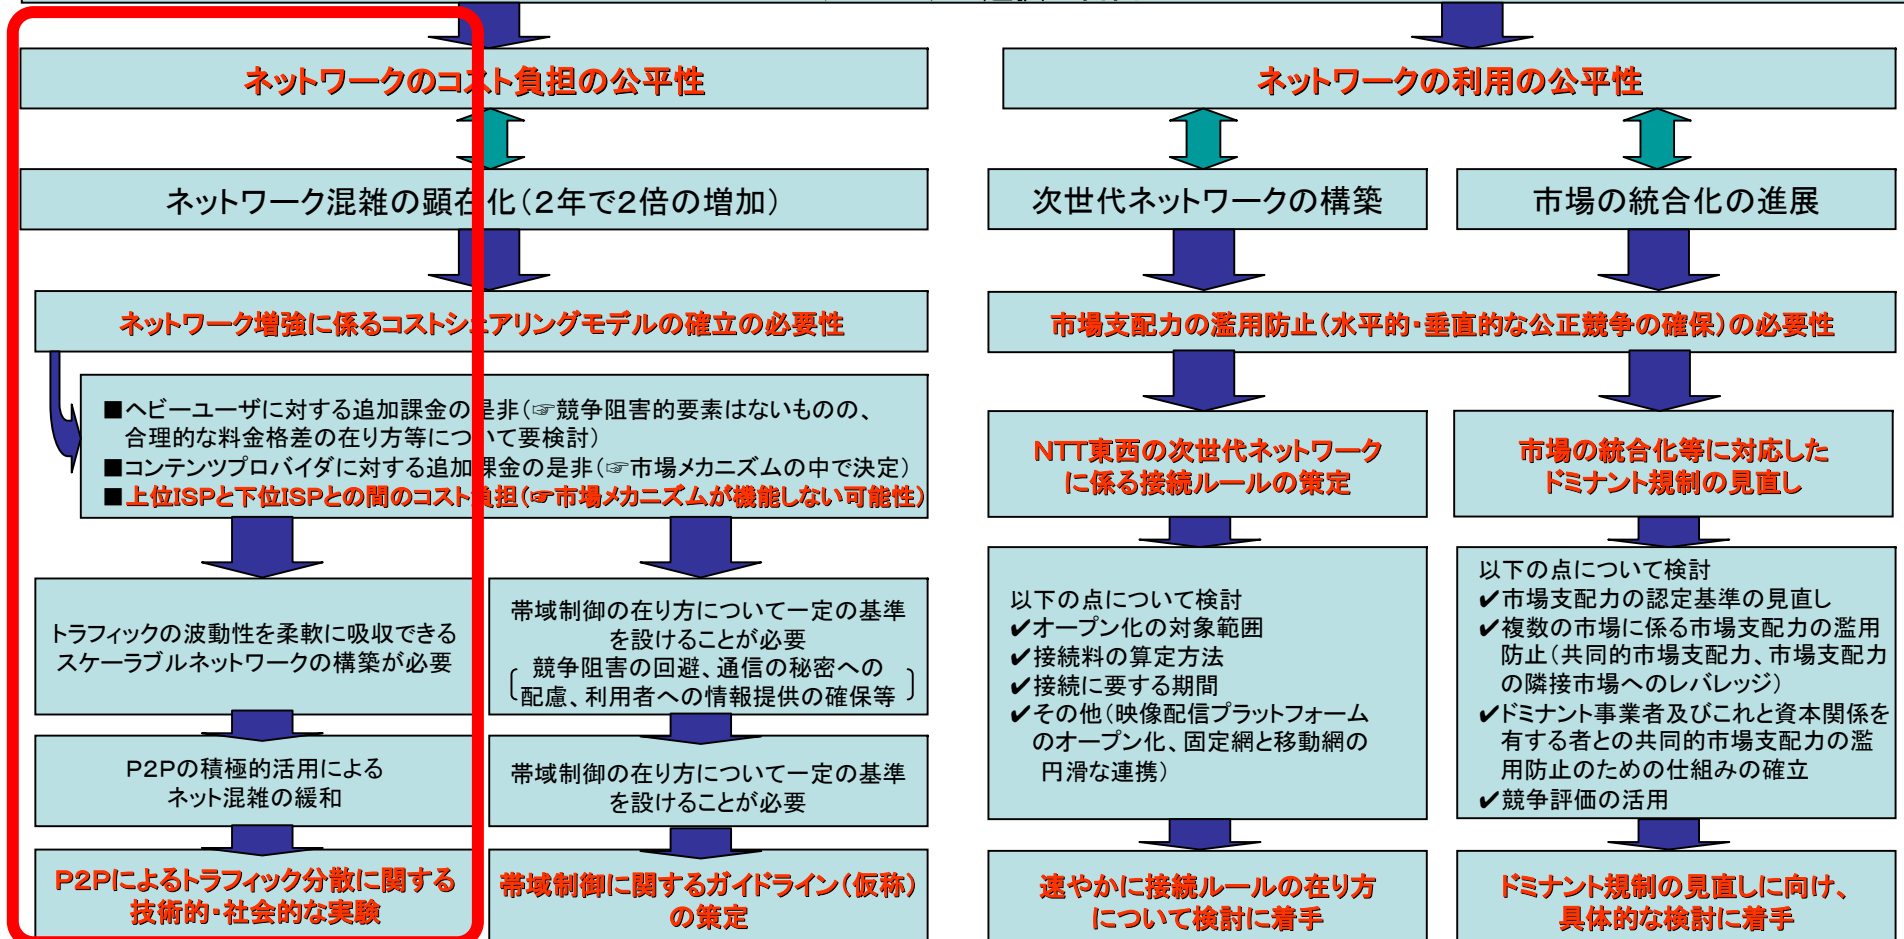 ネットワークのコスト負担の公平性
ネットワーク混雑の顕在化(2年で2倍の増加)
ネットワーク増強に係るコストシェアリングモデルの確立の必要性
■ヘビーユーザに対する追加課金の是非(☞競争阻害的要素はないものの、
合理的な料金格差の在り方等について要検討)
■コンテンツプロバイダに対する追加課金の是非(☞市場メカニズムの中で決定)
■上位ISPと下位ISPとの間のコスト負担(☞市場メカニズムが機能しない可能性)
トラフィックの波動性を柔軟に吸収できる
スケーラブルネットワークの構築が必要
P2Pの積極的活用による
ネット混雑の緩和
P2Pによるトラフィック分散に関する
技術的・社会的な実験
帯域制御の在り方について一定の基準
を設けることが必要
競争阻害の回避、通信の秘密への
配慮、利用者への情報提供の確保等
帯域制御の在り方について一定の基準
を設けることが必要
帯域制御に関するガイドライン(仮称)
の策定
ネットワークの利用の公平性
次世代ネットワークの構築
市場の統合化の進展
市場支配力の濫用防止(水平的・垂直的な公正競争の確保)の必要性
NTT東西の次世代ネットワーク
に係る接続ルールの策定
以下の点について検討
✔オープン化の対象範囲
✔接続料の算定方法
✔接続に要する期間
✔その他(映像配信プラットフォーム
のオープン化、固定網と移動網の
円滑な連携)
速やかに接続ルールの在り方
について検討に着手
市場の統合化等に対応した
ドミナント規制の見直し
以下の点について検討
✔市場支配力の認定基準の見直し
✔複数の市場に係る市場支配力の濫用
防止(共同的市場支配力、市場支配力
の隣接市場へのレバレッジ)
✔ドミナント事業者及びこれと資本関係を
有する者との共同的市場支配力の濫
用防止のための仕組みの確立
✔競争評価の活用
ドミナント規制の見直しに向け、
具体的な検討に着手